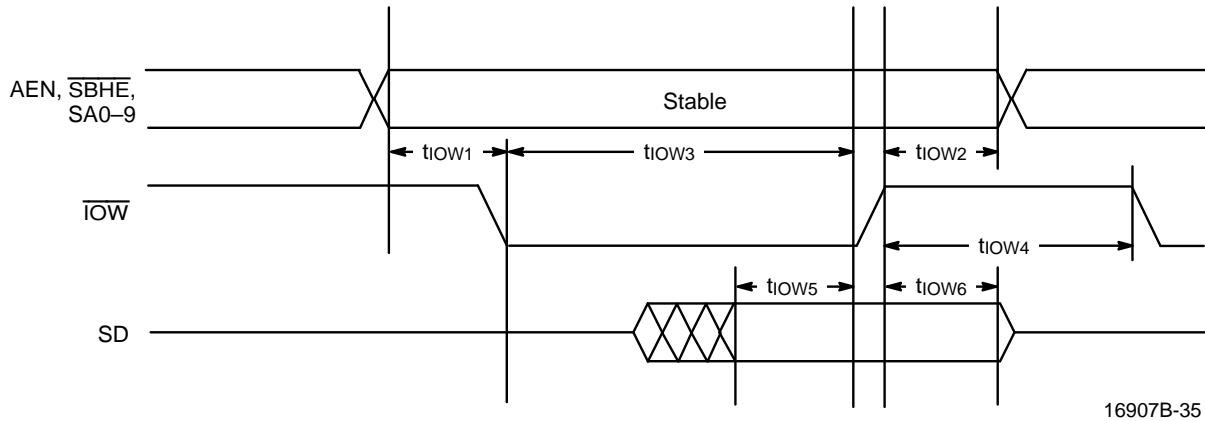 AEN, SBHE,
SA0–9
Stable
tIOW1
tIOW3
tIOW2
IOW
tIOW4
tIOW5
tIOW6
SD
16907B-35